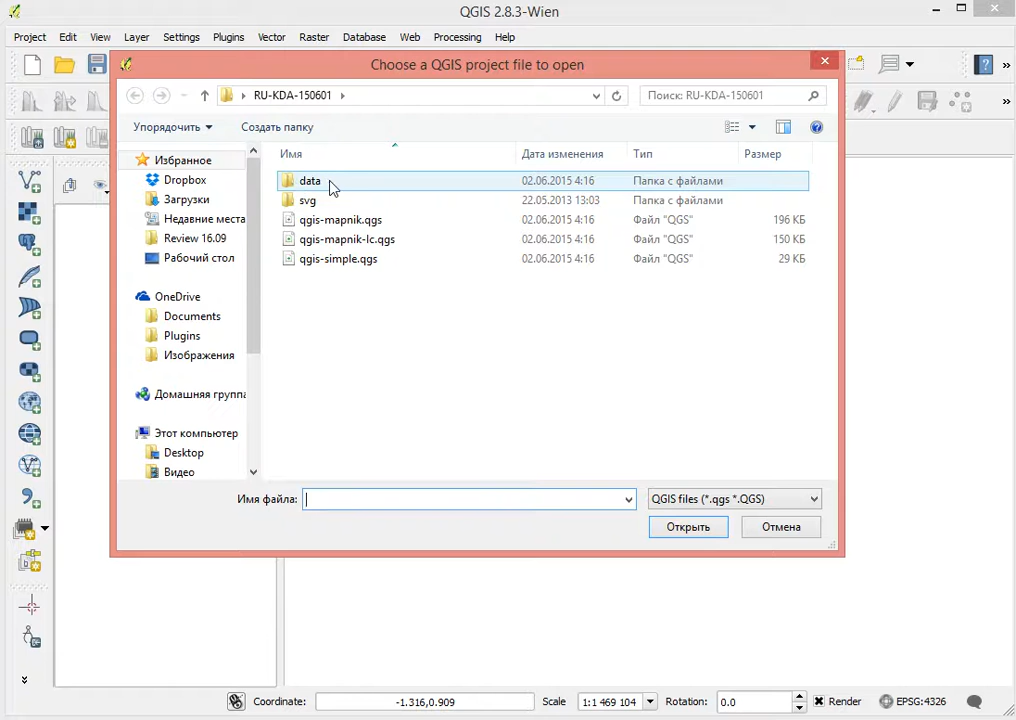 QGIS 2.8.3-Wien
Project Edit View Layer Settings Plugins Vector Raster Database Web Processing Help
Choose a QGIS project file to open
RU-KDA-150601
Поиск: RU-KDA-150601
Упорядочить Создать папку
Имя Дата изменения Тип Размер
data 02.06.2015 4:16 Папка с файлами
svg 22.05.2013 13:03 Папка с файлами
qgis-mapnik.qgs 02.06.2015 4:16 Файл "QGS" 196 КБ
qgis-mapnik-lc.qgs 02.06.2015 4:16 Файл "QGS" 150 КБ
qgis-simple.qgs 02.06.2015 4:16 Файл "QGS" 29 КБ
Избранное
Dropbox
Загрузки
Недавние места
Review 16.09
Рабочий стол
OneDrive
Documents
Plugins
Изображения
Домашняя группа
Этот компьютер
Desktop
Видео
Имя файла: QGIS files (*.qgs *.QGS)
Открыть Отмена
Coordinate: -1.316,0.909 Scale 1:1 469 104 Rotation: 0.0 Render EPSG:4326